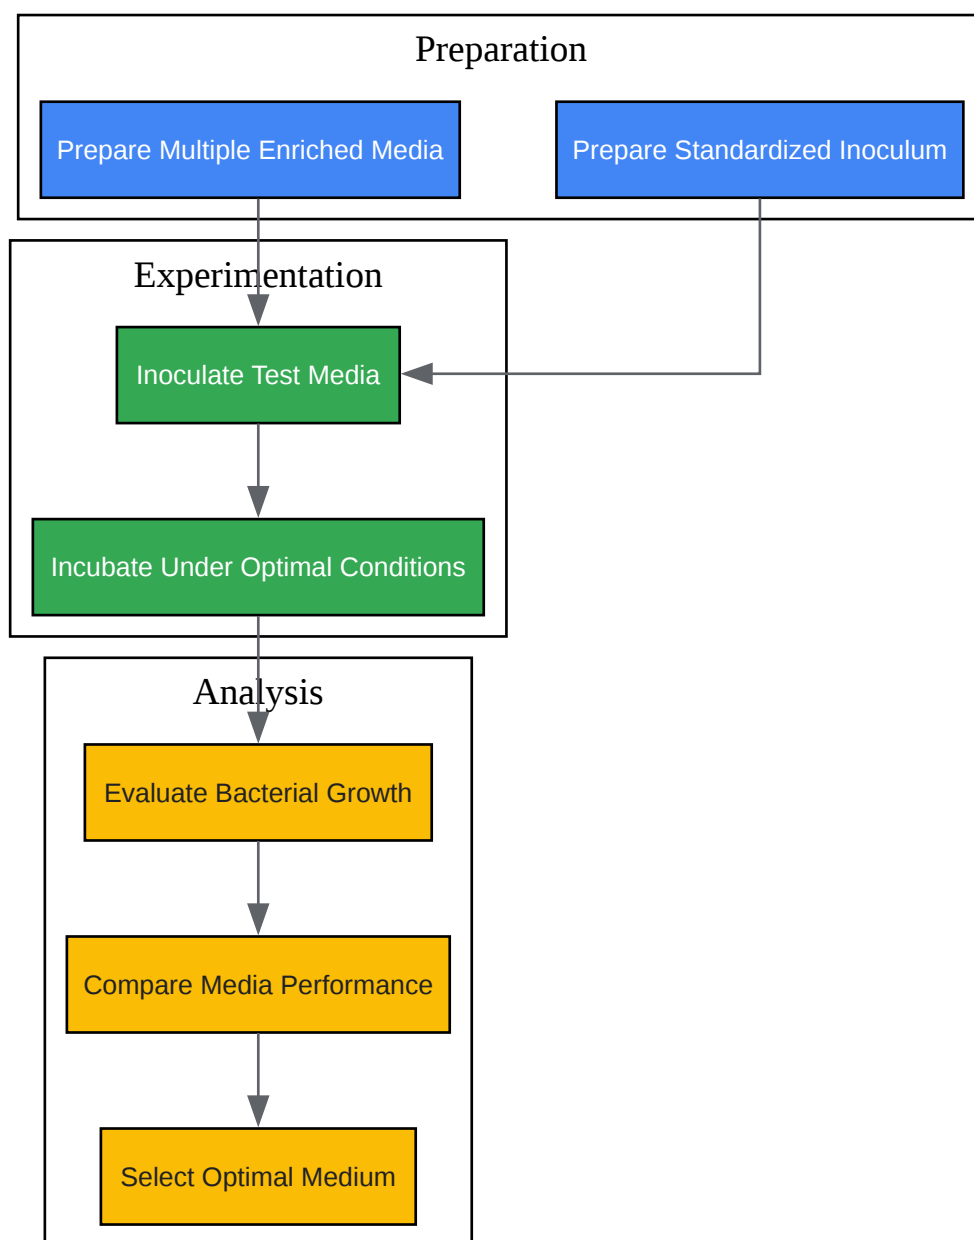 Preparation
Prepare Multiple Enriched Media
Prepare Standardized Inoculum
Experimentation
Inoculate Test Media
Incubate Under Optimal Conditions
Analysis
Evaluate Bacterial Growth
Compare Media Performance
Select Optimal Medium